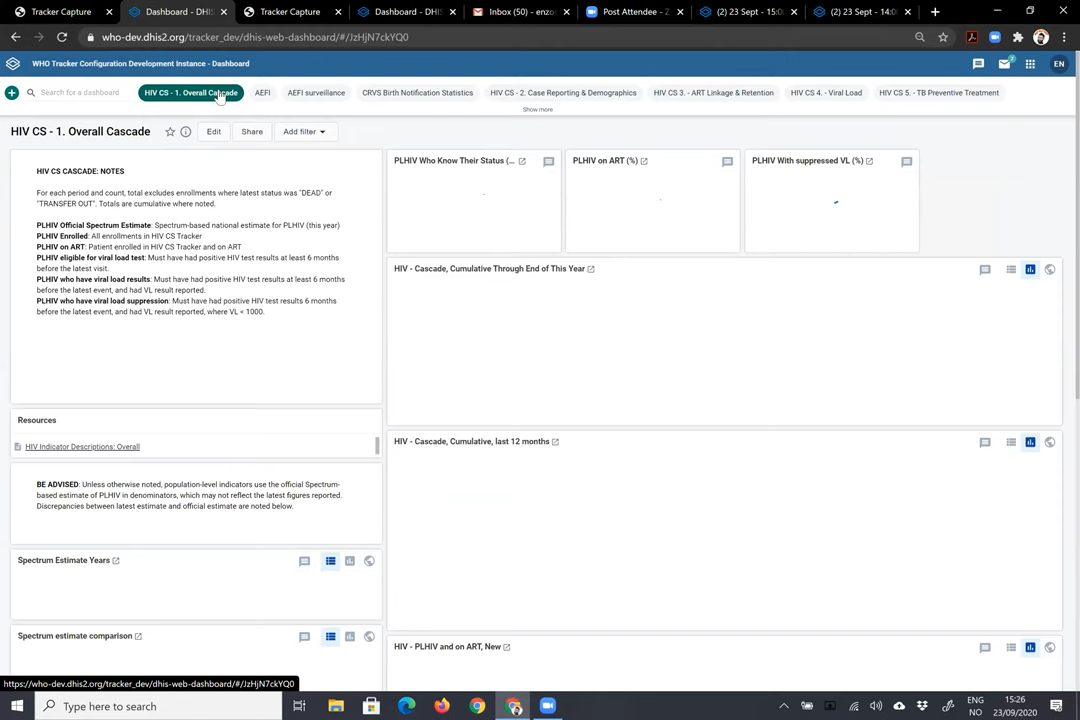 Tracker Capture
Dashboard - DHIS
Tracker Capture
Dashboard - DHIS
Inbox (50) - enzo
Post Attendee - Z
(2) 23 Sept - 15:0
(2) 23 Sept - 14:0
who-dev.dhis2.org/tracker_dev/dhis-web-dashboard/#/JzHjN7ckYQ0
WHO Tracker Configuration Development Instance - Dashboard
7
EN
Search for a dashboard
HIV CS - 1. Overall Cascade
AEFI
AEFI surveillance
CRVS Birth Notification Statistics
HIV CS - 2. Case Reporting & Demographics
HIV CS 3. - ART Linkage & Retention
HIV CS 4. - Viral Load
HIV CS 5. - TB Preventive Treatment
Show more
HIV CS - 1. Overall Cascade
Edit
Share
Add filter
HIV CS CASCADE: NOTES
For each period and count, total excludes enrollments where latest status was "DEAD" or
"TRANSFER OUT". Totals are cumulative where noted.
PLHIV Official Spectrum Estimate: Spectrum-based national estimate for PLHIV (this year)
PLHIV Enrolled: All enrollments in HIV CS Tracker
PLHIV on ART: Patient enrolled in HIV CS Tracker and on ART
PLHIV eligible for viral load test: Must have had positive HIV test results at least 6 months
before the latest visit.
PLHIV who have viral load results: Must have had positive HIV test results at least 6 months
before the latest event, and had VL result reported.
PLHIV who have viral load suppression: Must have had positive HIV test results 6 months
before the latest event, and had VL result reported, where VL < 1000.
PLHIV Who Know Their Status (...
PLHIV on ART (%)
PLHIV With suppressed VL (%)
HIV - Cascade, Cumulative Through End of This Year
Resources
HIV Indicator Descriptions: Overall
HIV - Cascade, Cumulative, last 12 months
BE ADVISED: Unless otherwise noted, population-level indicators use the official Spectrum-
based estimate of PLHIV in denominators, which may not reflect the latest figures reported.
Discrepancies between latest estimate and official estimate are noted below.
Spectrum Estimate Years
Spectrum estimate comparison
HIV - PLHIV and on ART, New
https://who-dev.dhis2.org/tracker_dev/dhis-web-dashboard/#/JzHjN7ckYQ0
Type here to search
ENG
NO
15:26
23/09/2020